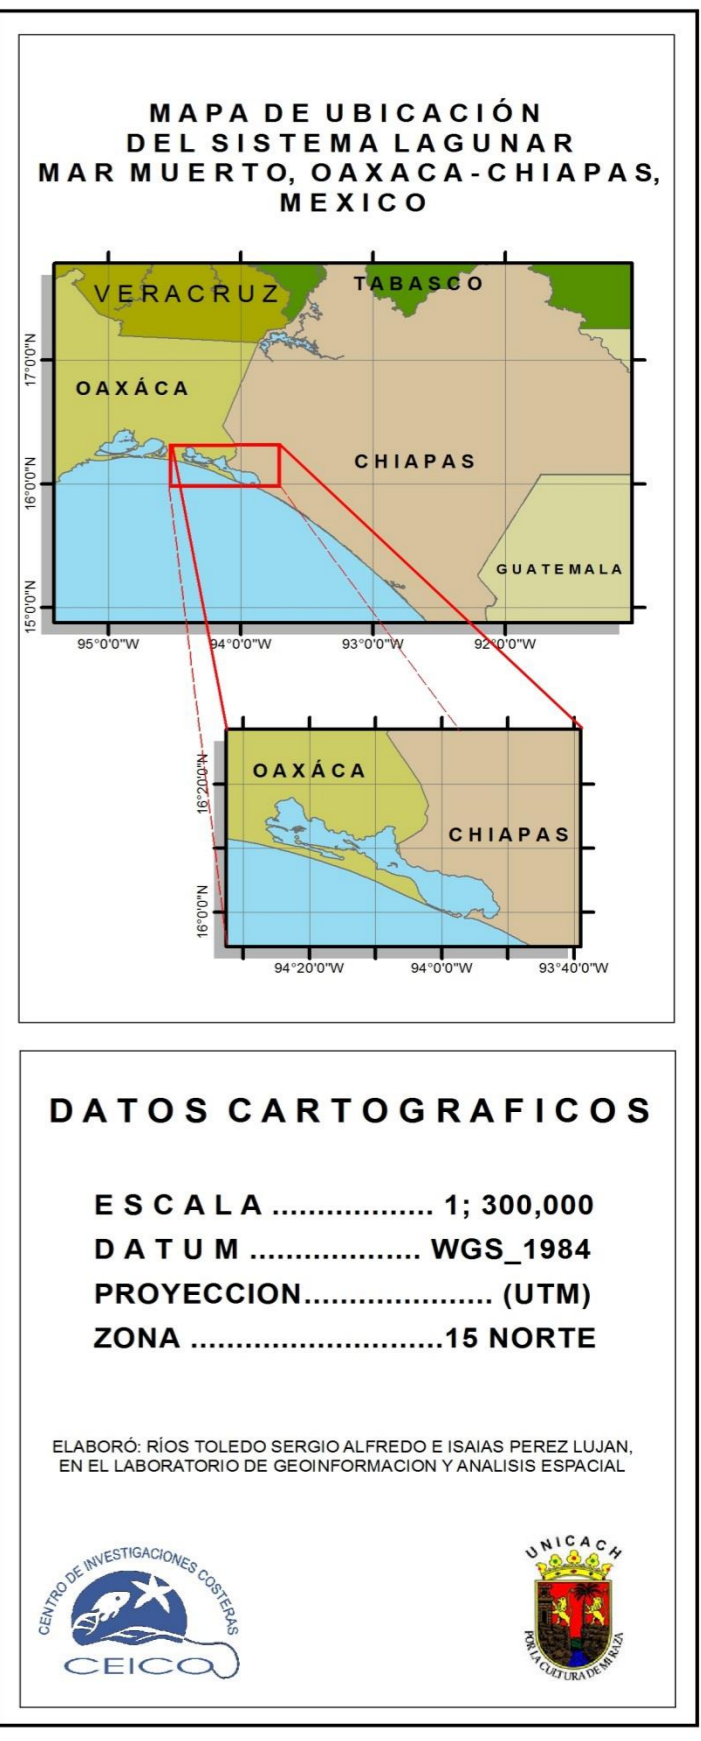 MAPA DE UBICACIÓN
DEL SISTEMA LAGUNAR
MAR MUERTO, OAXACA-CHIAPAS,
MEXICO
VERACRUZ
TABASCO
OAXÁCA
CHIAPAS
GUATEMALA
17°0'0"N
16°0'0"N
15°0'0"N
95°0'0"W
94°0'0"W
93°0'0"W
92°0'0"W
OAXÁCA
CHIAPAS
16°20'0"N
16°0'0"N
94°20'0"W
94°0'0"W
93°40'0"W
DATOS CARTOGRAFICOS
ESCALA .................. 1; 300,000
DATUM ................... WGS_1984
PROYECCION..................... (UTM)
ZONA ............................15 NORTE
ELABORÓ: RÍOS TOLEDO SERGIO ALFREDO E ISAIAS PEREZ LUJAN,
EN EL LABORATORIO DE GEOINFORMACION Y ANALISIS ESPACIAL
CENTRO DE INVESTIGACIONES COSTERAS
CEICO
UNICACH
POR LA CULTURA DE MI RAZA